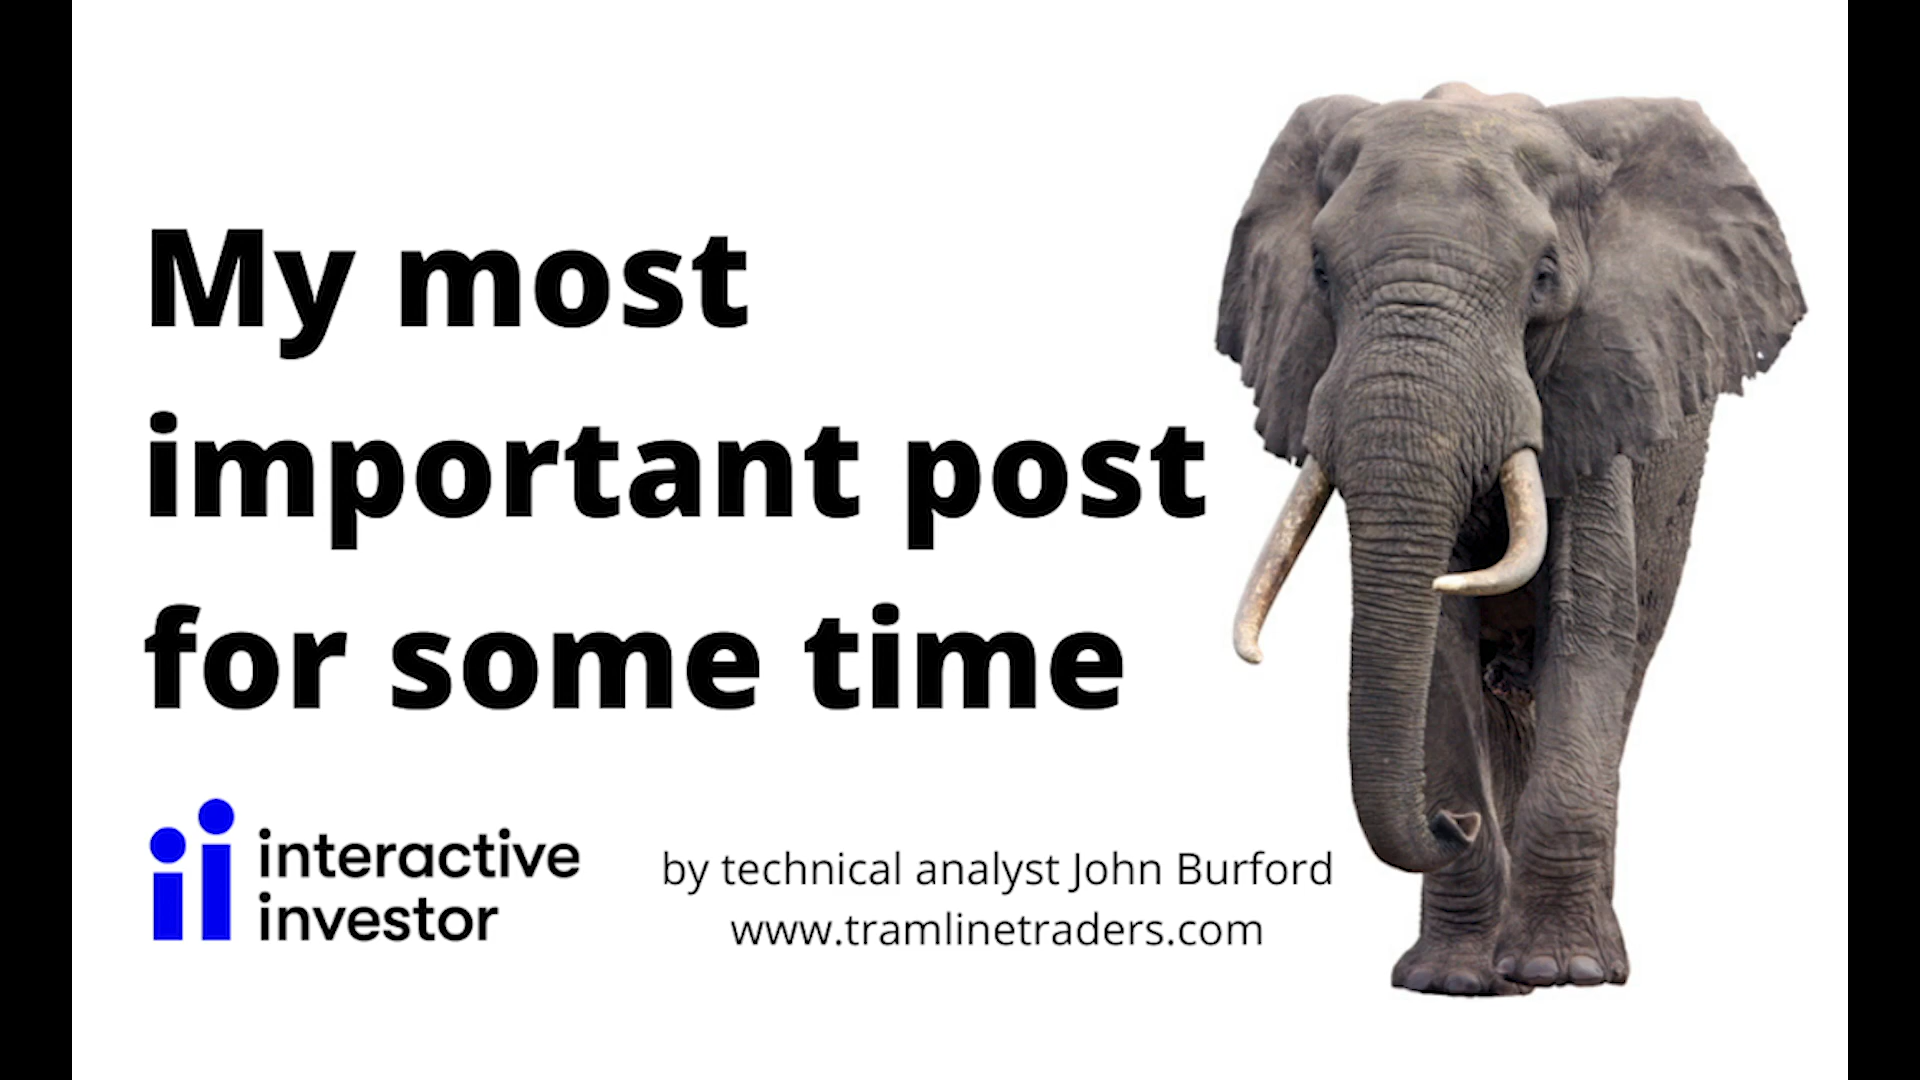 My most
important post
for some time
interactive
investor
by technical analyst John Burford
www.tramlinetraders.com